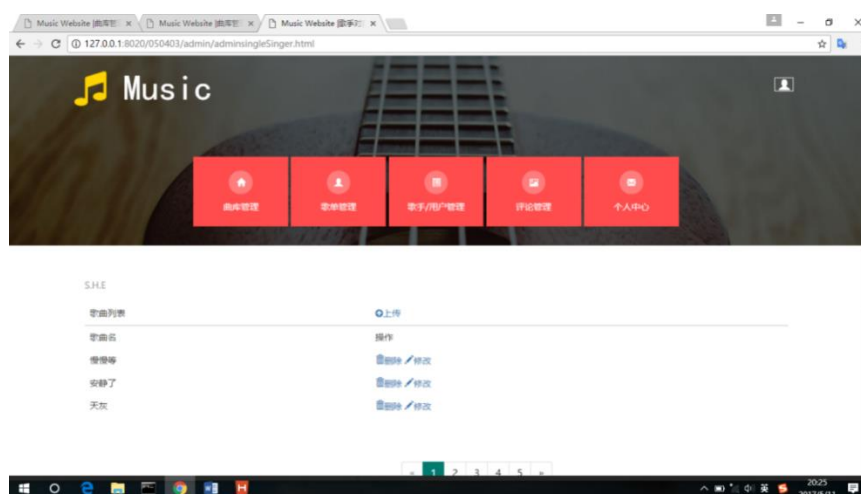 Music Website |曲库管
Music Website |曲库管
Music Website |歌手/
127.0.0.1:8020/050403/admin/adminsingleSinger.html
Music
曲库管理
歌单管理
歌手/用户管理
评论管理
个人中心
S.H.E
歌曲列表
上传
歌曲名
操作
慢慢等
删除 修改
安静了
删除 修改
天灰
删除 修改
« 1 2 3 4 5 »
英
20:25
2017/5/11